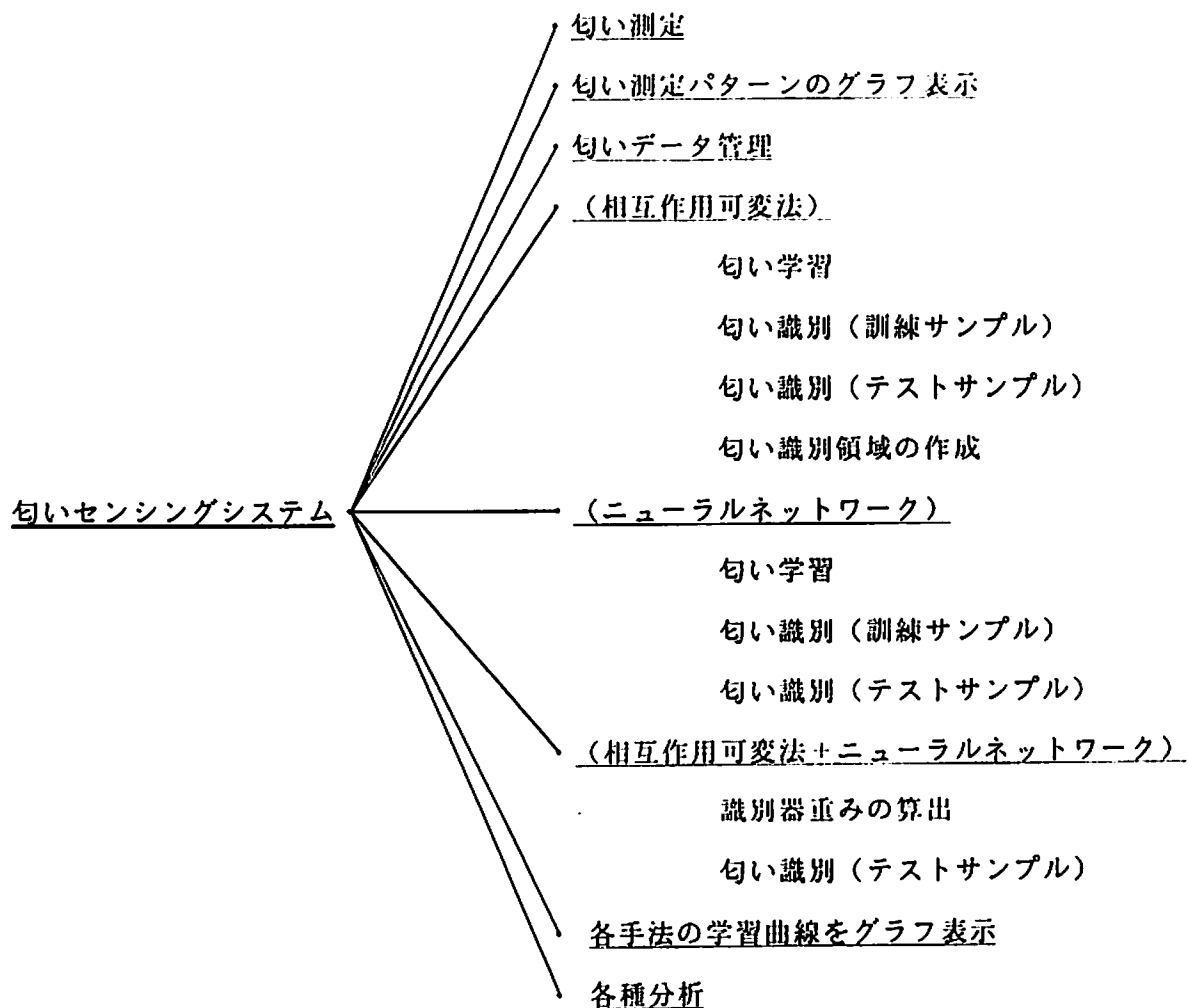 匂い測定
匂い測定パターンのグラフ表示
匂いデータ管理
（相互作用可変法）
匂い学習
匂い識別（訓練サンプル）
匂い識別（テストサンプル）
匂い識別領域の作成
匂いセンシングシステム
（ニューラルネットワーク）
匂い学習
匂い識別（訓練サンプル）
匂い識別（テストサンプル）
（相互作用可変法+ニューラルネットワーク）
識別器重みの算出
匂い識別（テストサンプル）
各手法の学習曲線をグラフ表示
各種分析